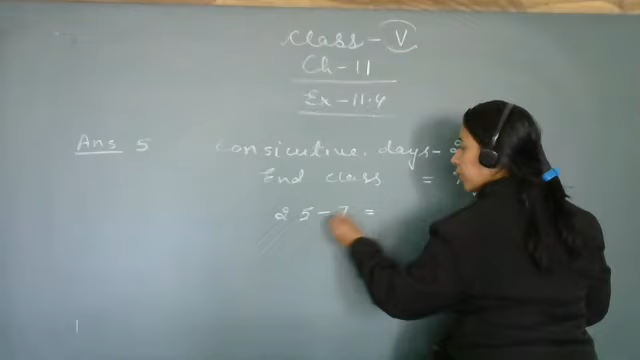 Class - V
Ch - 11
Ex - 11.4
Ans 5 Consicutive days -
End class =
25 - 7 =